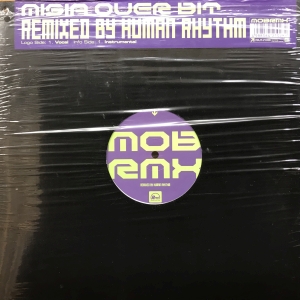 MISIA OVER BIT
REMIXED BY HUMAN RHYTHM
Logo Side: 1. Vocal Info Side: 1. Instrumental
MOB
RMX